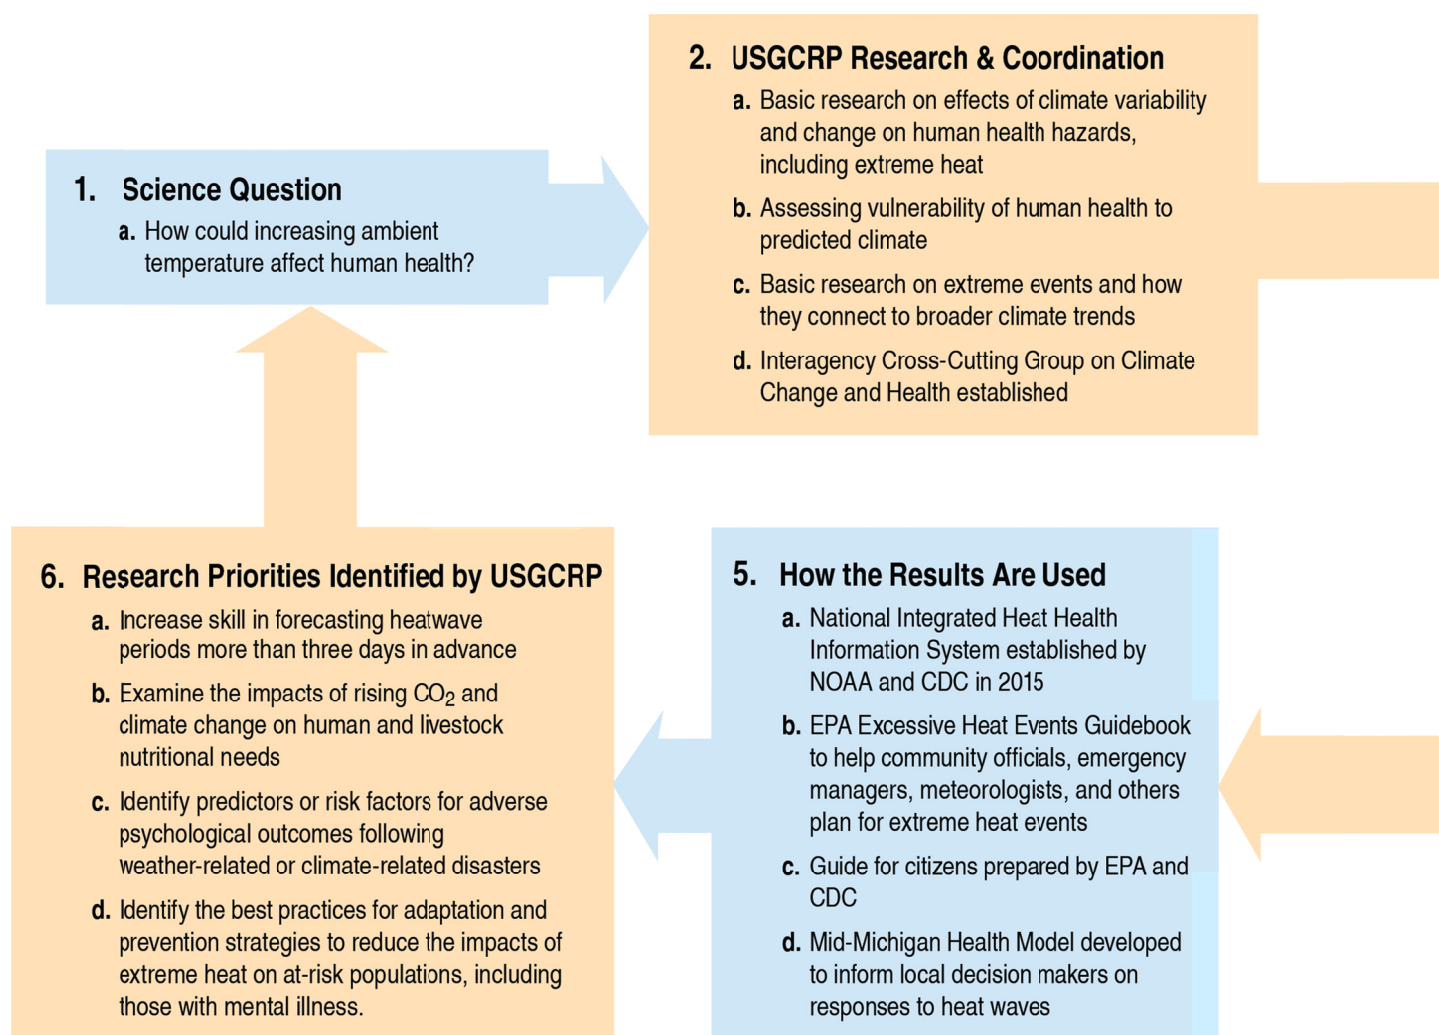 1. Science Question
a. How could increasing ambient
temperature affect human health?
2. USGCRP Research & Coordination
a. Basic research on effects of climate variability
and change on human health hazards,
including extreme heat
b. Assessing vulnerability of human health to
predicted climate
c. Basic research on extreme events and how
they connect to broader climate trends
d. Interagency Cross-Cutting Group on Climate
Change and Health established
5. How the Results Are Used
a. National Integrated Heat Health
Information System established by
NOAA and CDC in 2015
b. EPA Excessive Heat Events Guidebook
to help community officials, emergency
managers, meteorologists, and others
plan for extreme heat events
c. Guide for citizens prepared by EPA and
CDC
d. Mid-Michigan Health Model developed
to inform local decision makers on
responses to heat waves
6. Research Priorities Identified by USGCRP
a. Increase skill in forecasting heatwave
periods more than three days in advance
b. Examine the impacts of rising CO₂ and
climate change on human and livestock
nutritional needs
c. Identify predictors or risk factors for adverse
psychological outcomes following
weather-related or climate-related disasters
d. Identify the best practices for adaptation and
prevention strategies to reduce the impacts of
extreme heat on at-risk populations, including
those with mental illness.